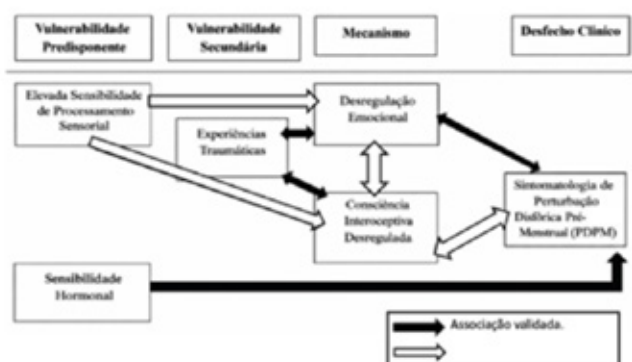 Vulnerabilidade
Predisponente
Vulnerabilidade
Secundária
Mecanismo
Desfecho Clínico
Elevada Sensibilidade
de Processamento
Sensorial
Desregulação
Emocional
Experiências
Traumáticas
Consciência
Interoceptiva
Desregulada
Sintomatologia de
Perturbação
Disfórica Pré-
Menstrual (PDPM)
Sensibilidade
Hormonal
Associação validada.